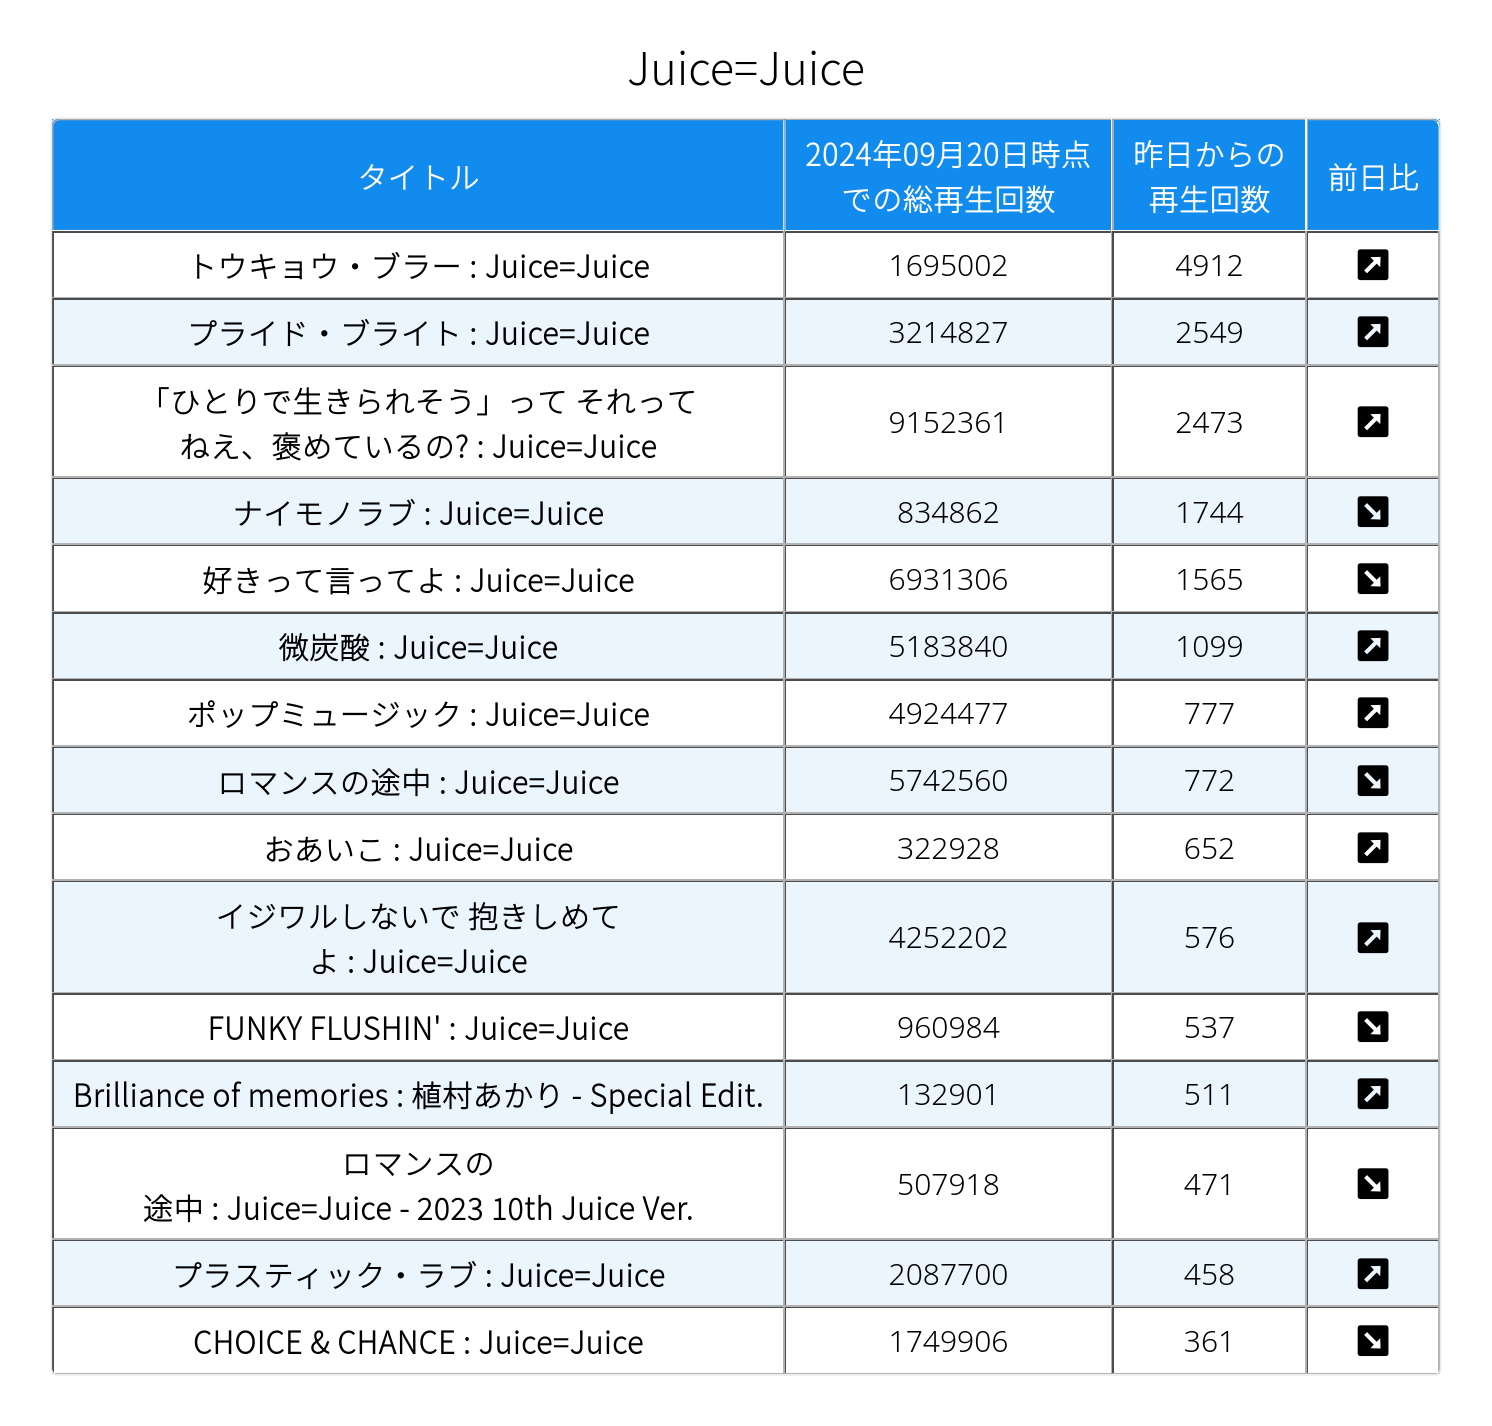 Juice=Juice
タイトル
2024年09月20日時点
での総再生回数
昨日からの
再生回数
前日比
トウキョウ・ブラー : Juice=Juice
1695002
4912
プライド・ブライト : Juice=Juice
3214827
2549
「ひとりで生きられそう」って それって
ねえ、褒めているの? : Juice=Juice
9152361
2473
ナイモノラブ : Juice=Juice
834862
1744
好きって言ってよ : Juice=Juice
6931306
1565
微炭酸 : Juice=Juice
5183840
1099
ポップミュージック : Juice=Juice
4924477
777
ロマンスの途中 : Juice=Juice
5742560
772
おあいこ : Juice=Juice
322928
652
イジワルしないで 抱きしめて
よ : Juice=Juice
4252202
576
FUNKY FLUSHIN' : Juice=Juice
960984
537
Brilliance of memories : 植村あかり - Special Edit.
132901
511
ロマンスの
途中 : Juice=Juice - 2023 10th Juice Ver.
507918
471
プラスティック・ラブ : Juice=Juice
2087700
458
CHOICE & CHANCE : Juice=Juice
1749906
361